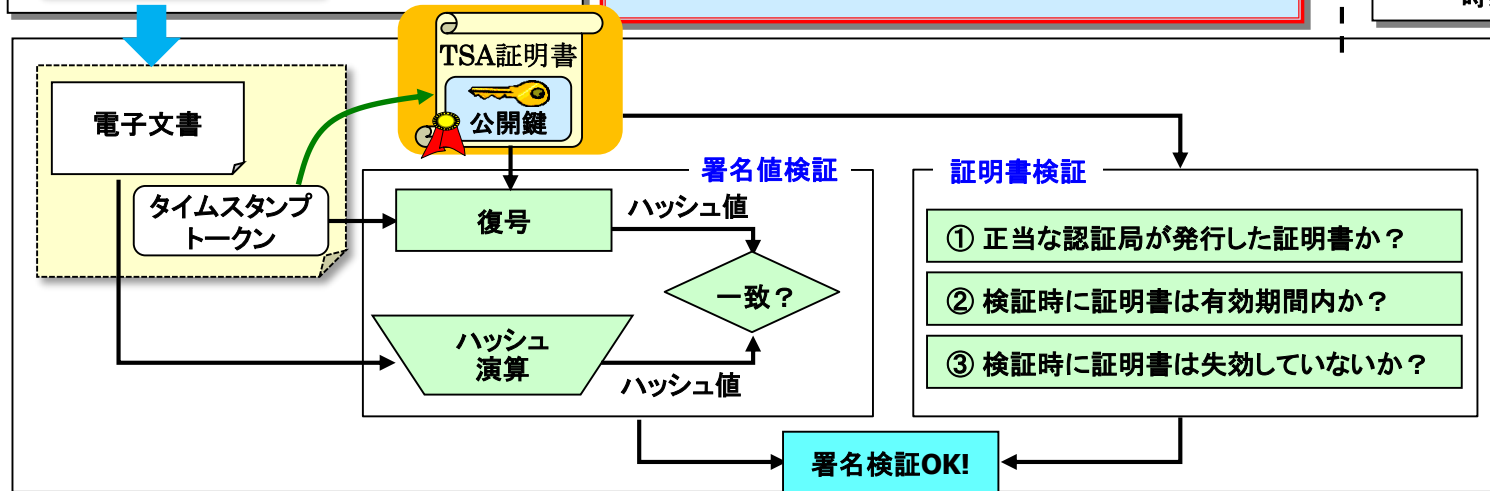 TSA証明書
公開鍵
電子文書
タイムスタンプ
トークン
署名値検証
復号
ハッシュ値
一致？
ハッシュ
演算
ハッシュ値
証明書検証
① 正当な認証局が発行した証明書か？
② 検証時に証明書は有効期間内か？
③ 検証時に証明書は失効していないか？
署名検証OK!